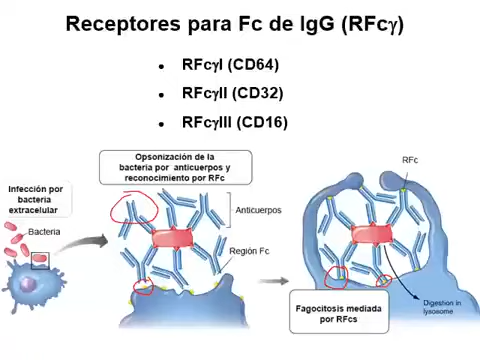 Receptores para Fc de IgG (RFcγ)
• RFcγI (CD64)
• RFcγII (CD32)
• RFcγIII (CD16)
Opsonización de la
bacteria por anticuerpos y
reconocimiento por RFc
Infección por
bacteria
extracelular
Bacteria
Anticuerpos
Región Fc
RFc
Fagocitosis mediada
por RFcs
Digestion in
lysosome